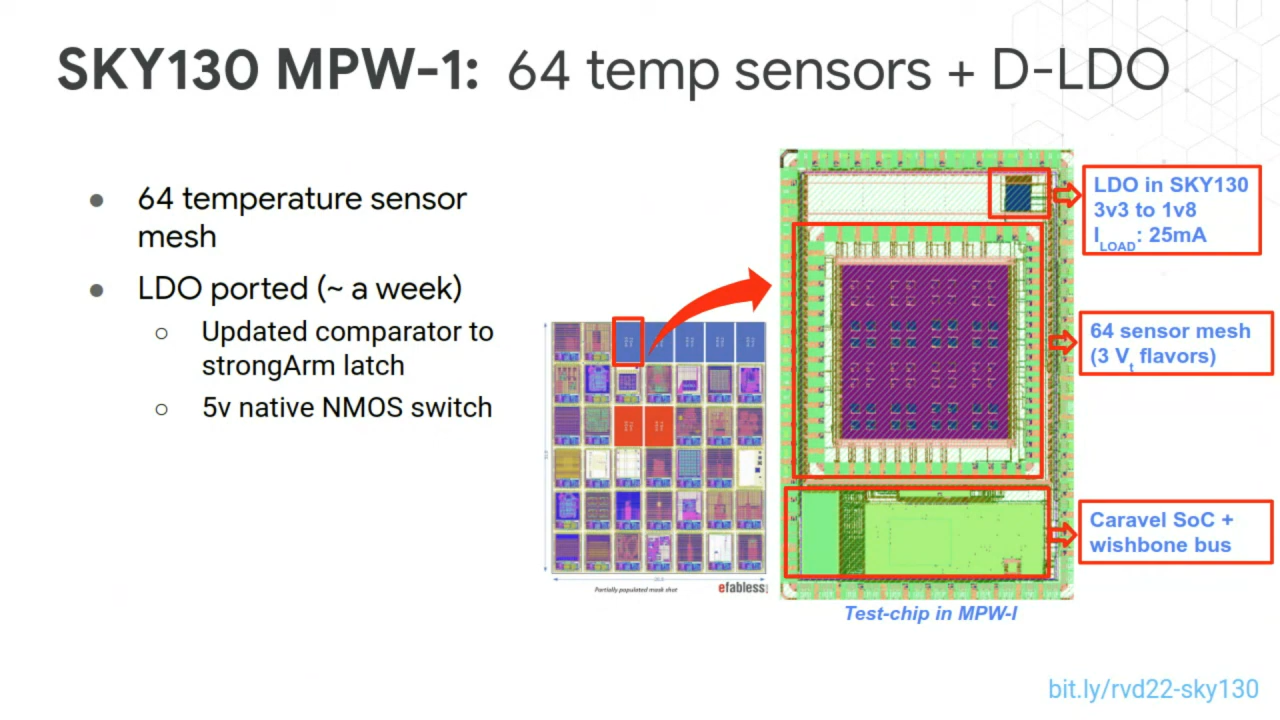 SKY130 MPW-1: 64 temp sensors + D-LDO
● 64 temperature sensor
mesh
● LDO ported (~ a week)
○ Updated comparator to
strongArm latch
○ 5v native NMOS switch
LDO in SKY130
3v3 to 1v8
I_LOAD: 25mA
64 sensor mesh
(3 V_t flavors)
Caravel SoC +
wishbone bus
Partially populated mask shot
efabless
Test-chip in MPW-I
bit.ly/rvd22-sky130